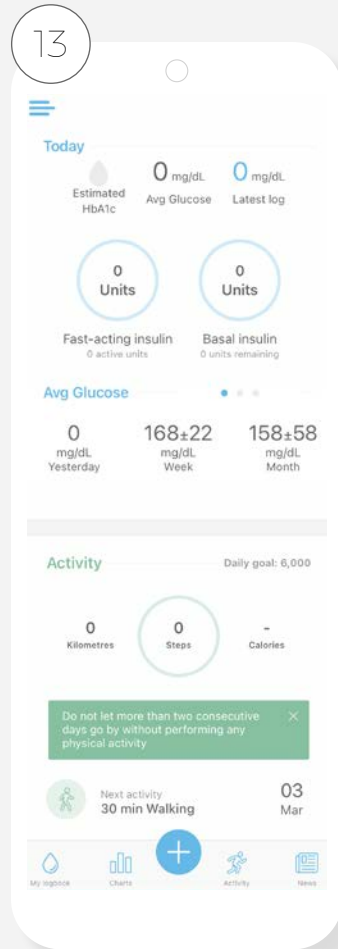 13
Today
0 mg/dL
0 mg/dL
Estimated
HbA1c
Avg Glucose
Latest log
0
Units
0
Units
Fast-acting insulin
0 active units
Basal insulin
0 units remaining
Avg Glucose
0
mg/dL
Yesterday
168±22
mg/dL
Week
158±58
mg/dL
Month
Activity
Daily goal: 6,000
0
Kilometres
0
Steps
-
Calories
Do not let more than two consecutive
days go by without performing any
physical activity
Next activity
30 min Walking
03
Mar
My logbook
Charts
Activity
News